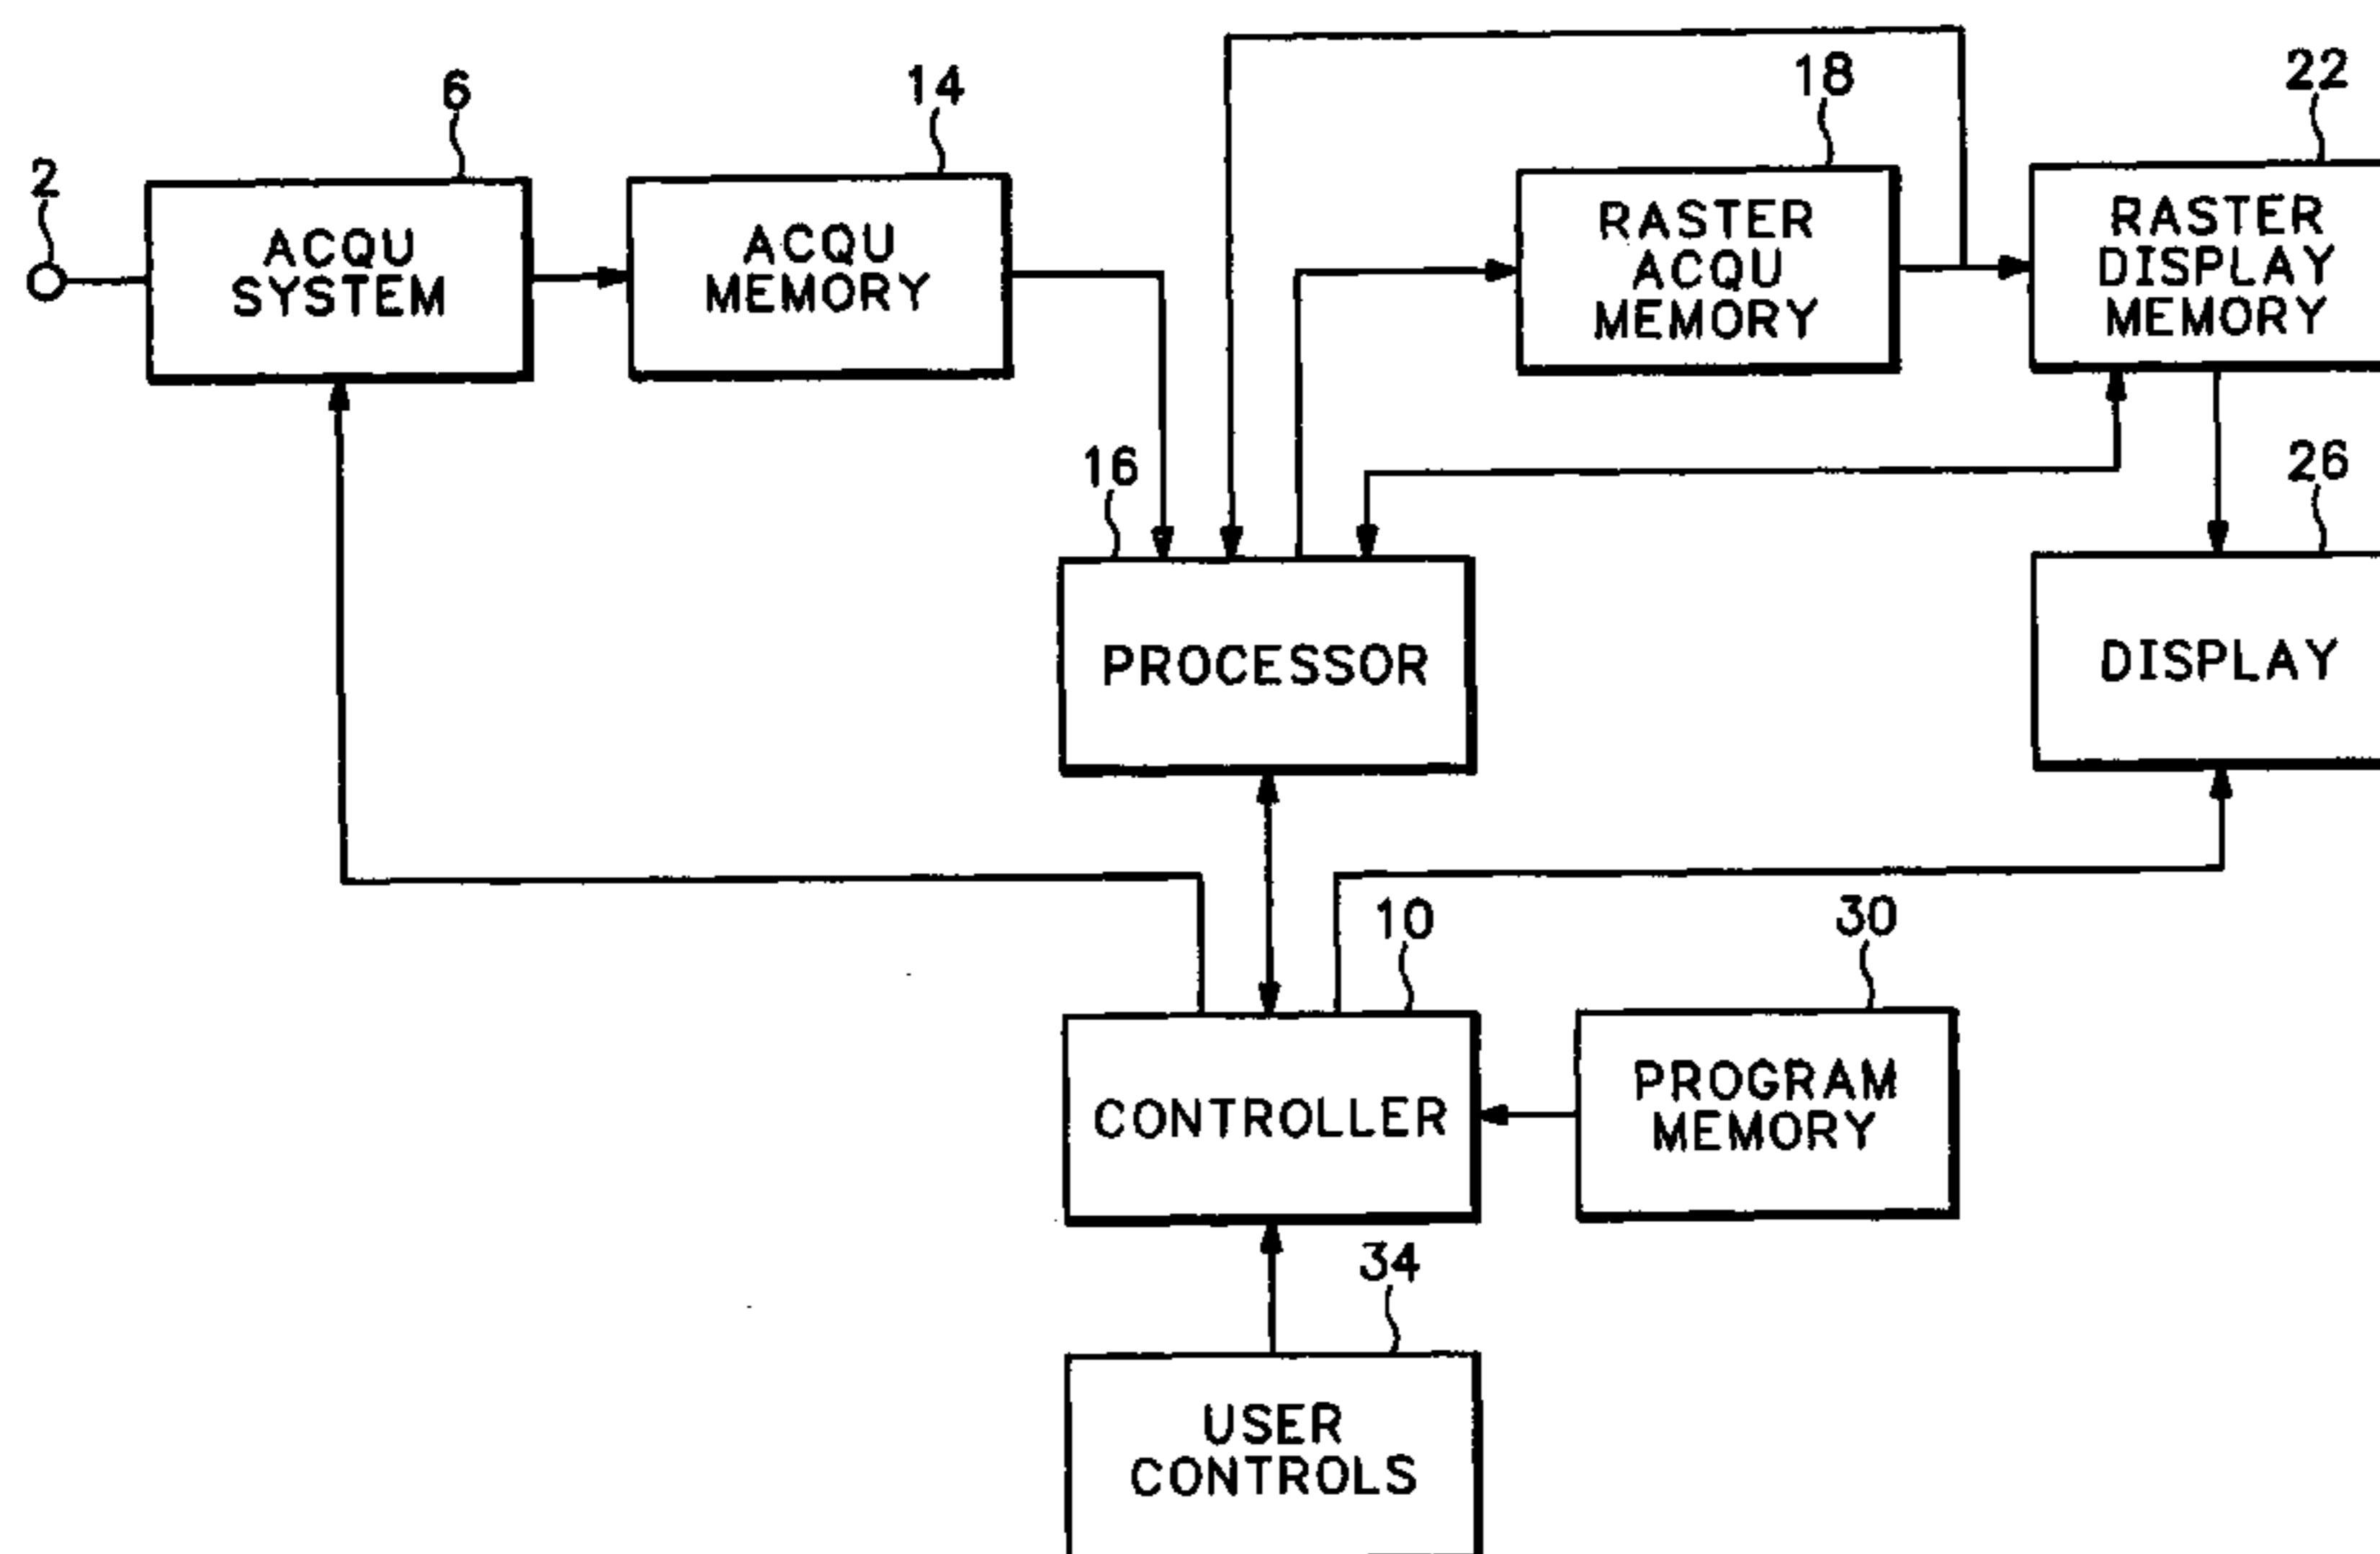 2
6
ACQU
SYSTEM
14
ACQU
MEMORY
18
RASTER
ACQU
MEMORY
22
RASTER
DISPLAY
MEMORY
16
PROCESSOR
26
DISPLAY
10
CONTROLLER
30
PROGRAM
MEMORY
34
USER
CONTROLS